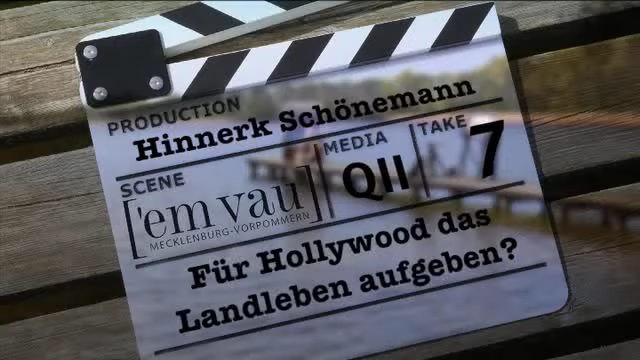 PRODUCTION
Hinnerk Schönemann
SCENE
['em vau]
MECKLENBURG-VORPOMMERN
MEDIA
QII
TAKE
7
Für Hollywood das
Landleben aufgeben?